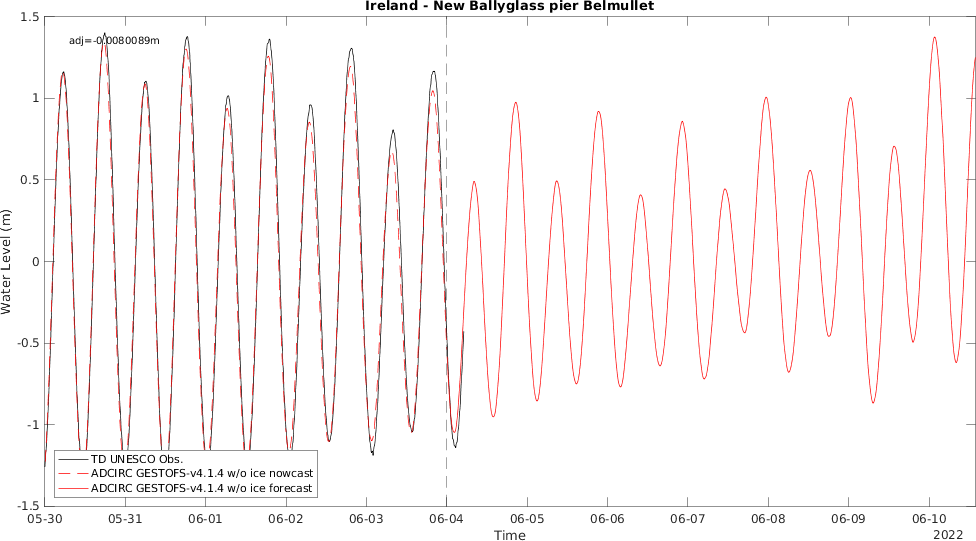 Ireland - New Ballyglass pier Belmullet
adj=-0.0080089m
1.5
1
0.5
0
-0.5
-1
-1.5
Water Level (m)
TD UNESCO Obs.
ADCIRC GESTOFS-v4.1.4 w/o ice nowcast
ADCIRC GESTOFS-v4.1.4 w/o ice forecast
05-30 05-31 06-01 06-02 06-03 06-04 06-05 06-06 06-07 06-08 06-09 06-10
Time
2022